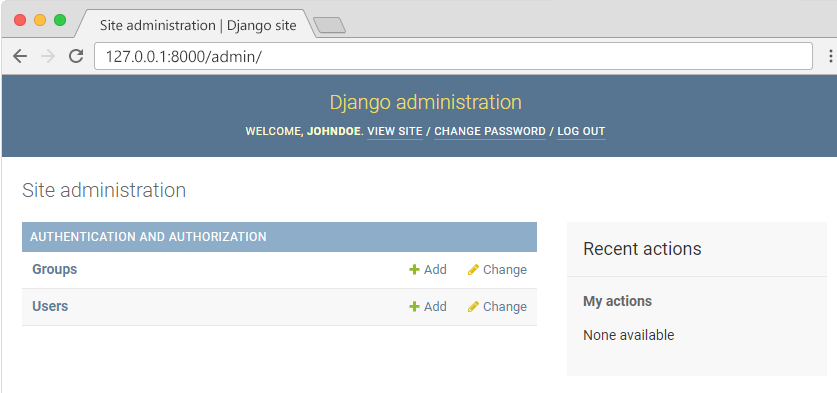 Site administration | Django site
127.0.0.1:8000/admin/
Django administration
WELCOME, JOHNDOE. VIEW SITE / CHANGE PASSWORD / LOG OUT
Site administration
AUTHENTICATION AND AUTHORIZATION
Groups Add Change
Users Add Change
Recent actions
My actions
None available